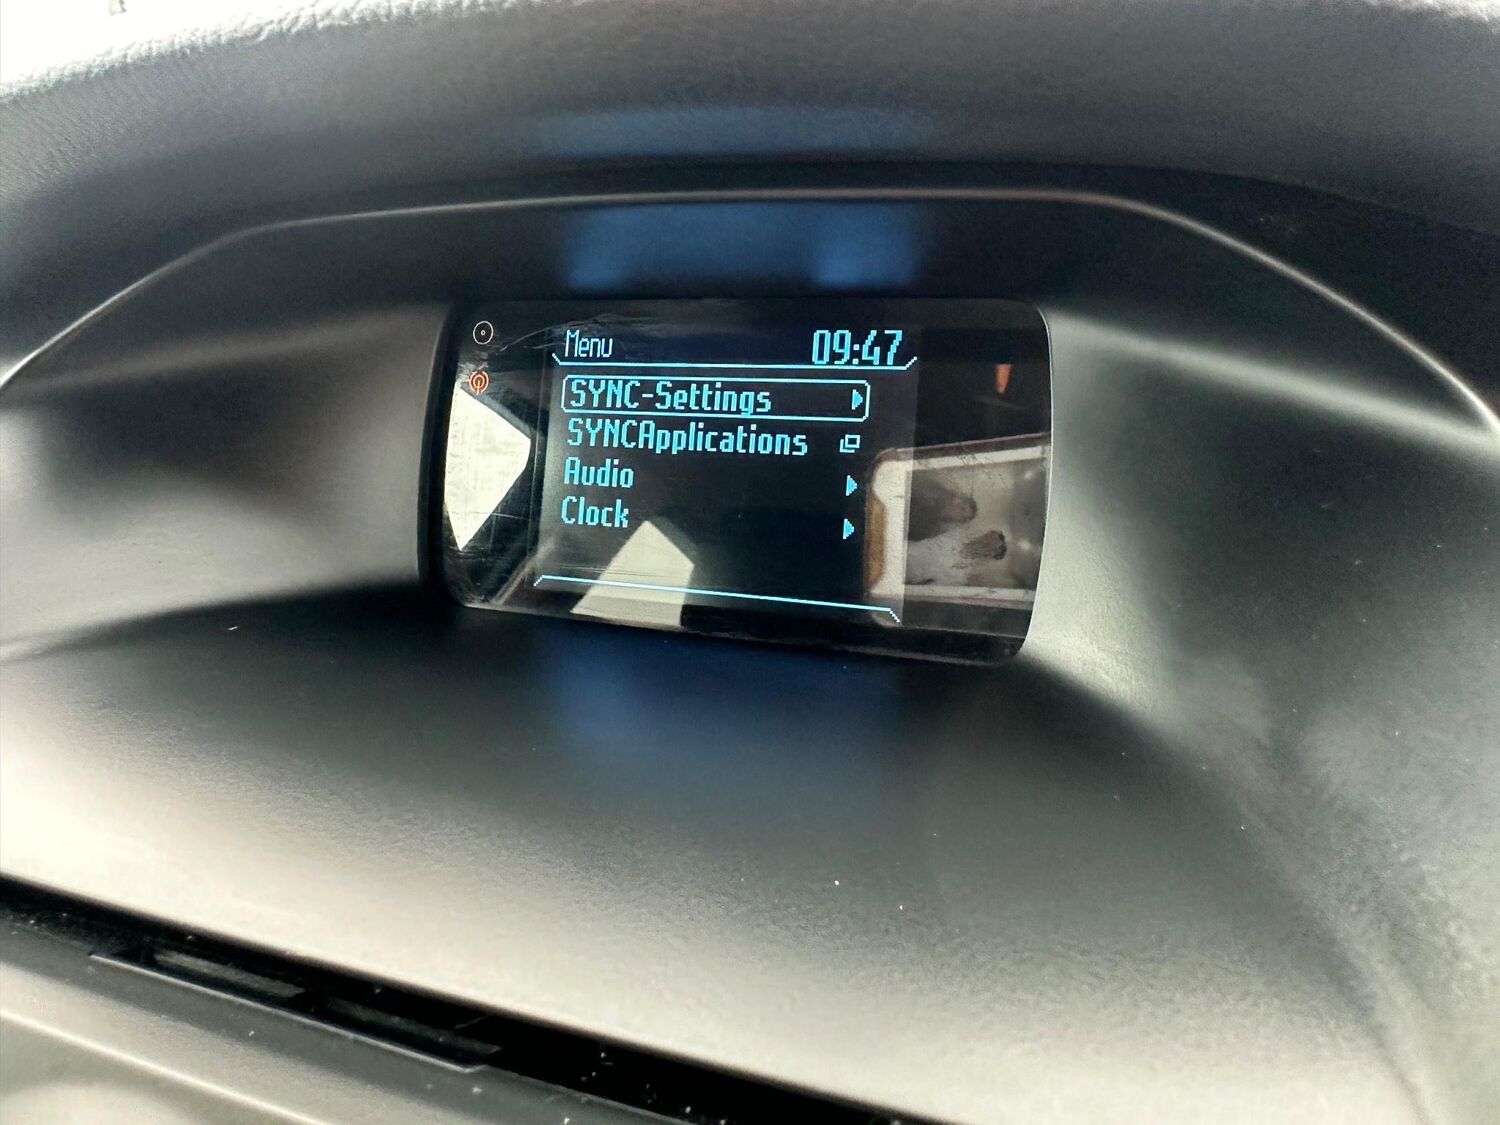 Menu 09:47
SYNC-Settings
SYNCApplications
Audio
Clock